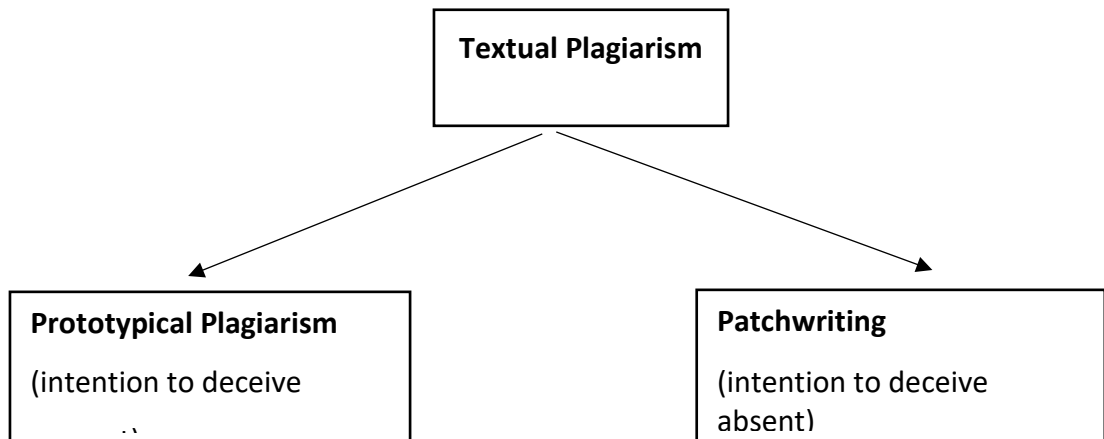 Textual Plagiarism
Prototypical Plagiarism
(intention to deceive
Patchwriting
(intention to deceive
absent)